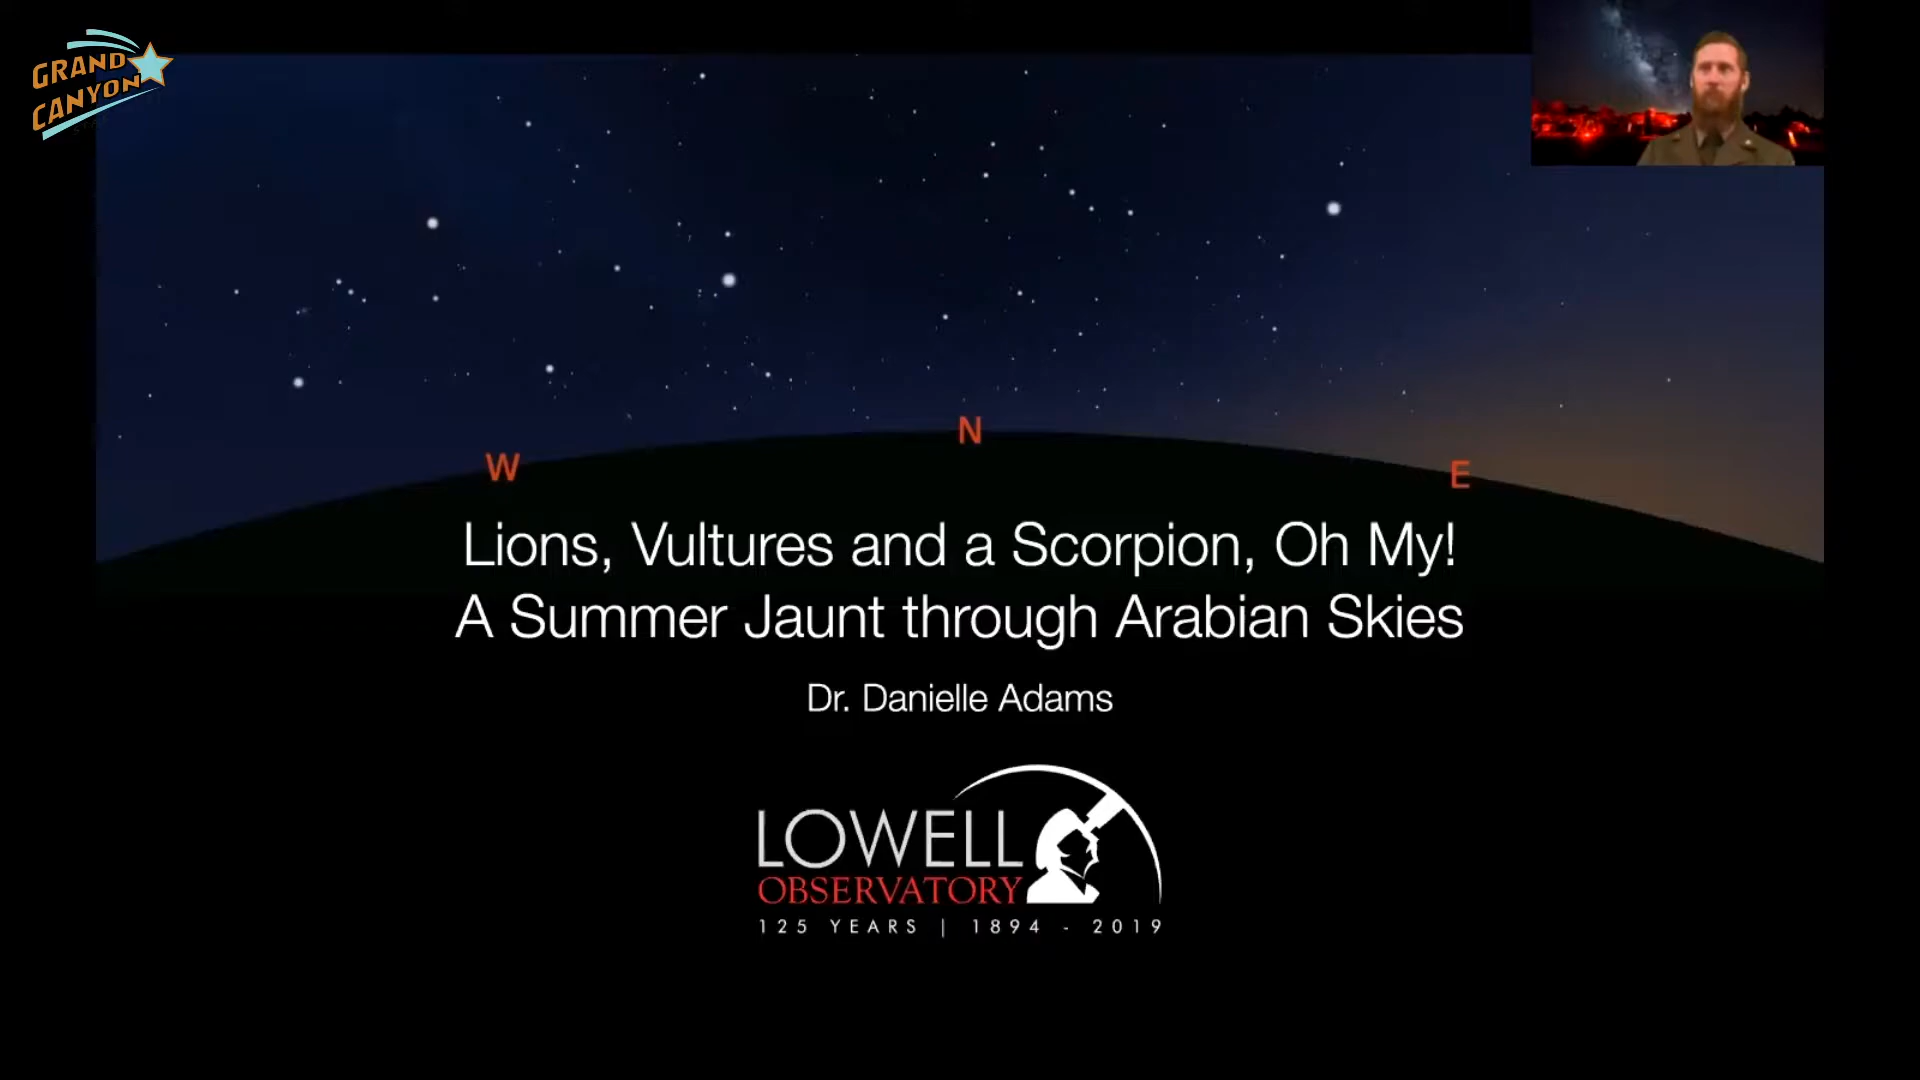 GRAND
CANYON
W
N
E
Lions, Vultures and a Scorpion, Oh My!
A Summer Jaunt through Arabian Skies
Dr. Danielle Adams
LOWELL
OBSERVATORY
125 YEARS | 1894 - 2019